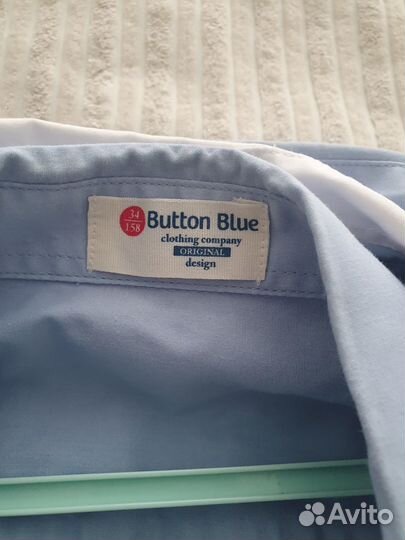 34
158
Button Blue
clothing company
ORIGINAL
design
Avito